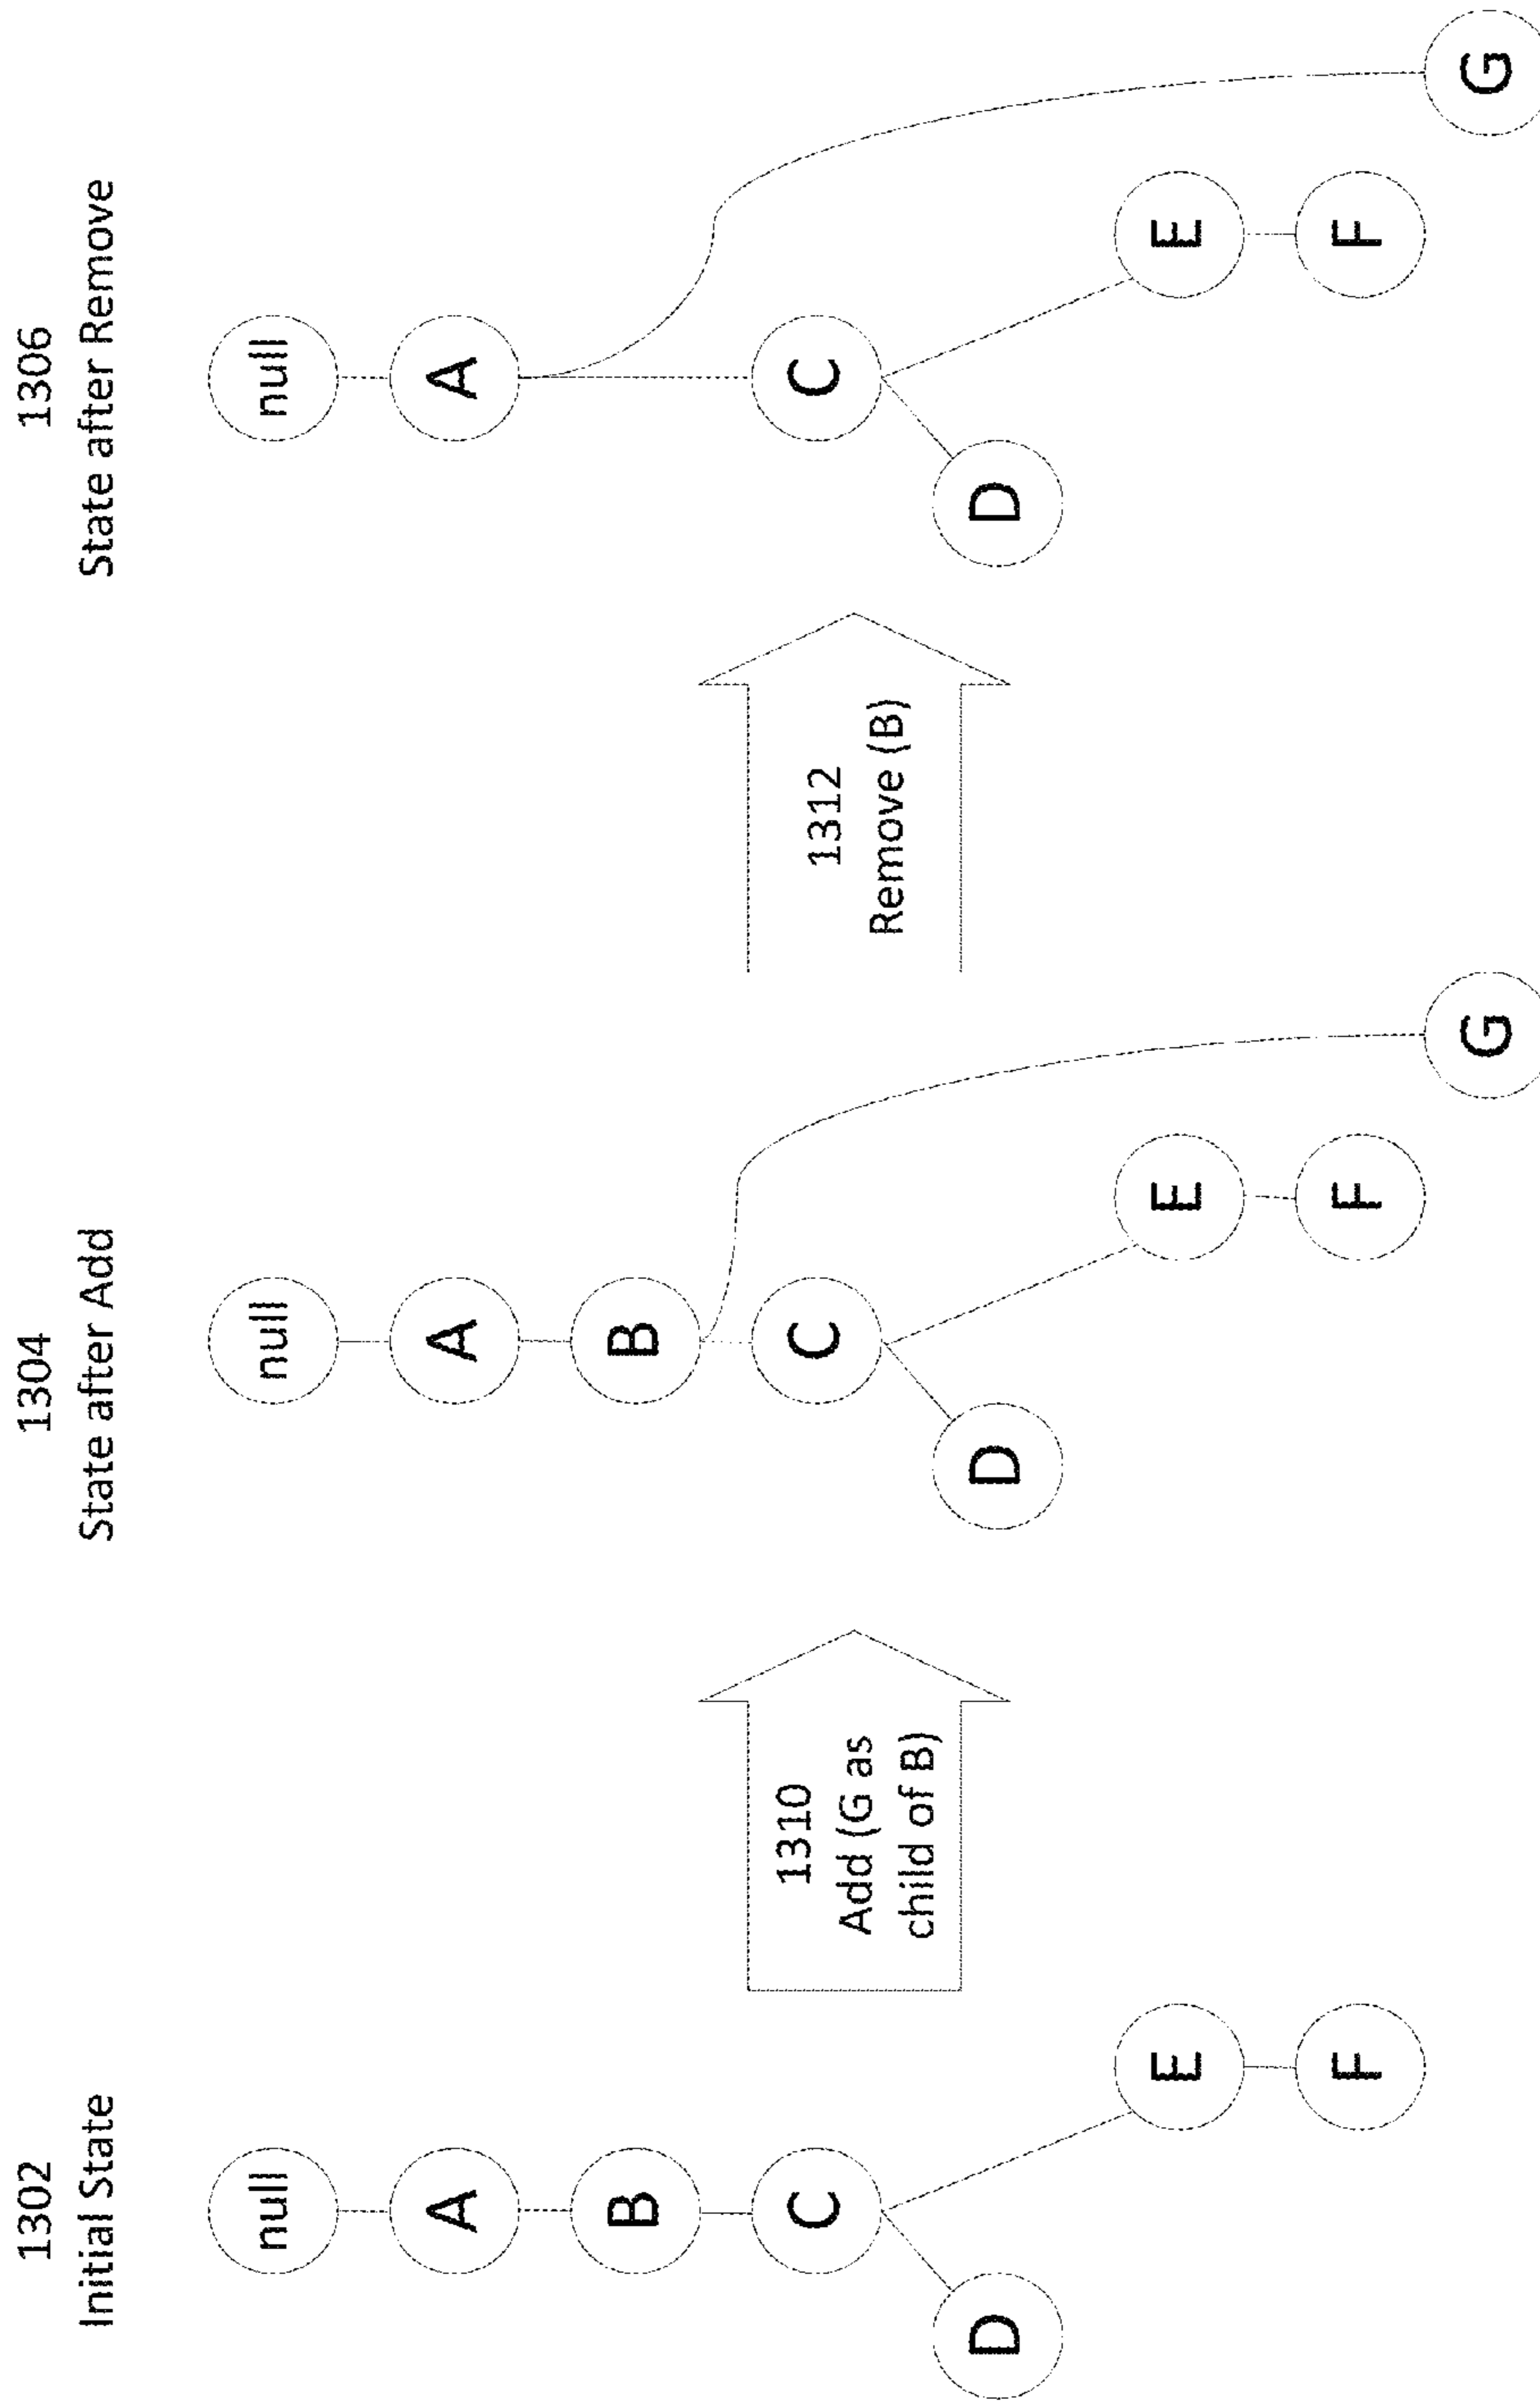 1302
Initial State
null
A
B
C
D
E
F
1310
Add (G as
child of B)
1304
State after Add
null
A
B
C
D
E
F
G
1312
Remove (B)
1306
State after Remove
null
A
C
D
E
F
G